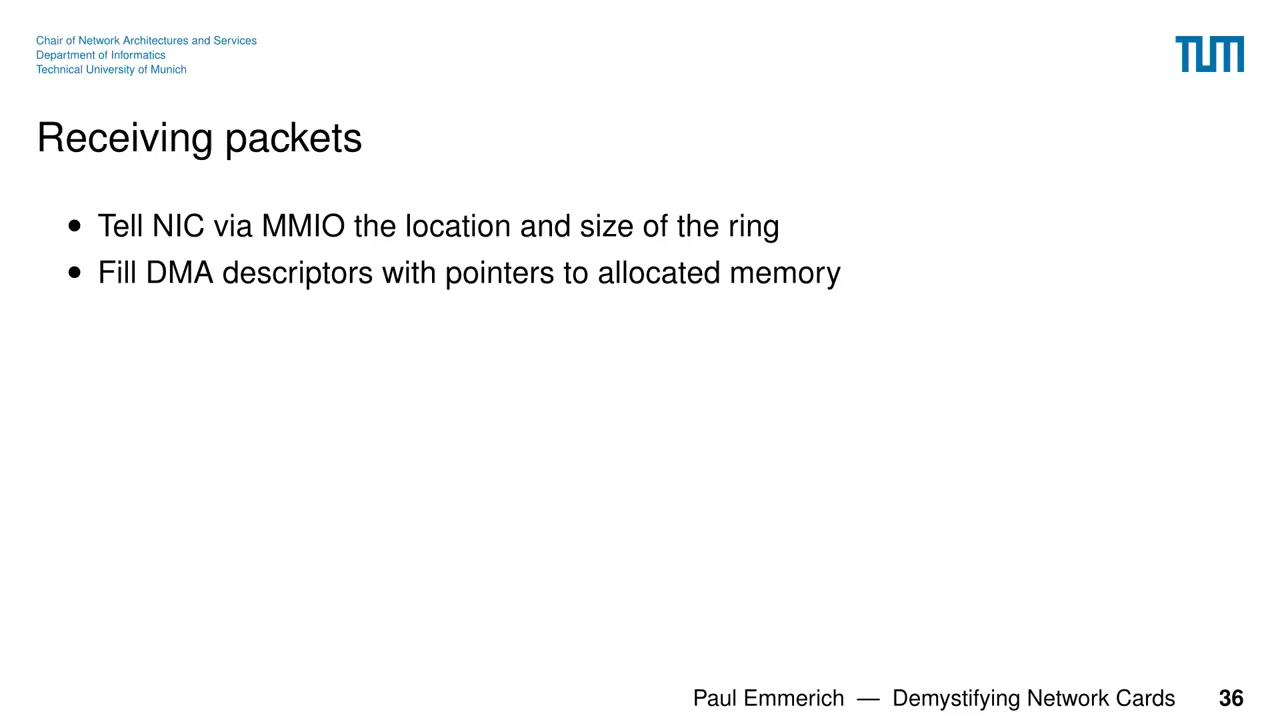 Chair of Network Architectures and Services
Department of Informatics
Technical University of Munich
TUM
Receiving packets
• Tell NIC via MMIO the location and size of the ring
• Fill DMA descriptors with pointers to allocated memory
Paul Emmerich — Demystifying Network Cards 36